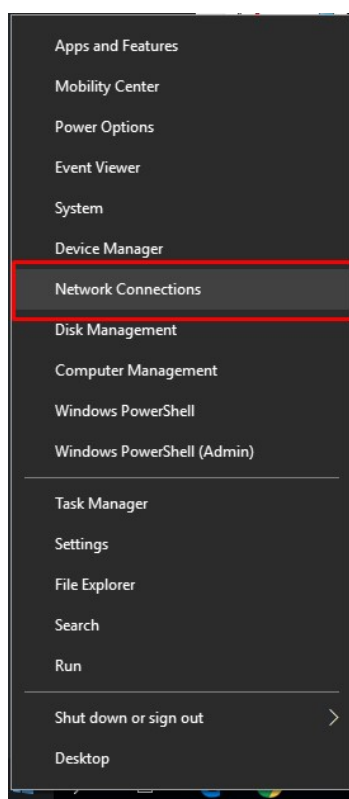 Apps and Features
Mobility Center
Power Options
Event Viewer
System
Device Manager
Network Connections
Disk Management
Computer Management
Windows PowerShell
Windows PowerShell (Admin)
Task Manager
Settings
File Explorer
Search
Run
Shut down or sign out
Desktop